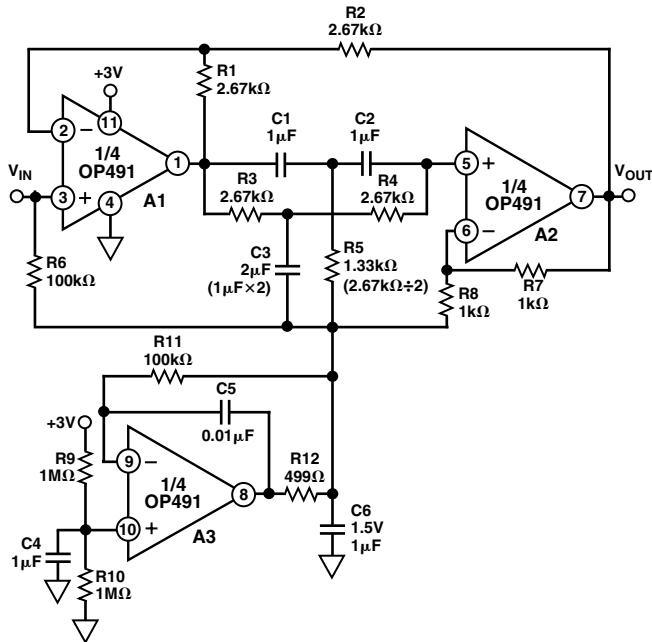 R2
2.67kΩ
+3V
R1
2.67kΩ
11
2
−
1/4
OP491
1
VIN
3
+
4
A1
C1
1µF
C2
1µF
R3
2.67kΩ
R4
2.67kΩ
5
+
1/4
OP491
7
VOUT
6
−
A2
R6
100kΩ
C3
2µF
(1µF×2)
R5
1.33kΩ
(2.67kΩ÷2)
R8
1kΩ
R7
1kΩ
R11
100kΩ
C5
0.01µF
+3V
R9
1MΩ
9
−
1/4
OP491
8
R12
499Ω
10
+
A3
C4
1µF
R10
1MΩ
C6
1.5V
1µF